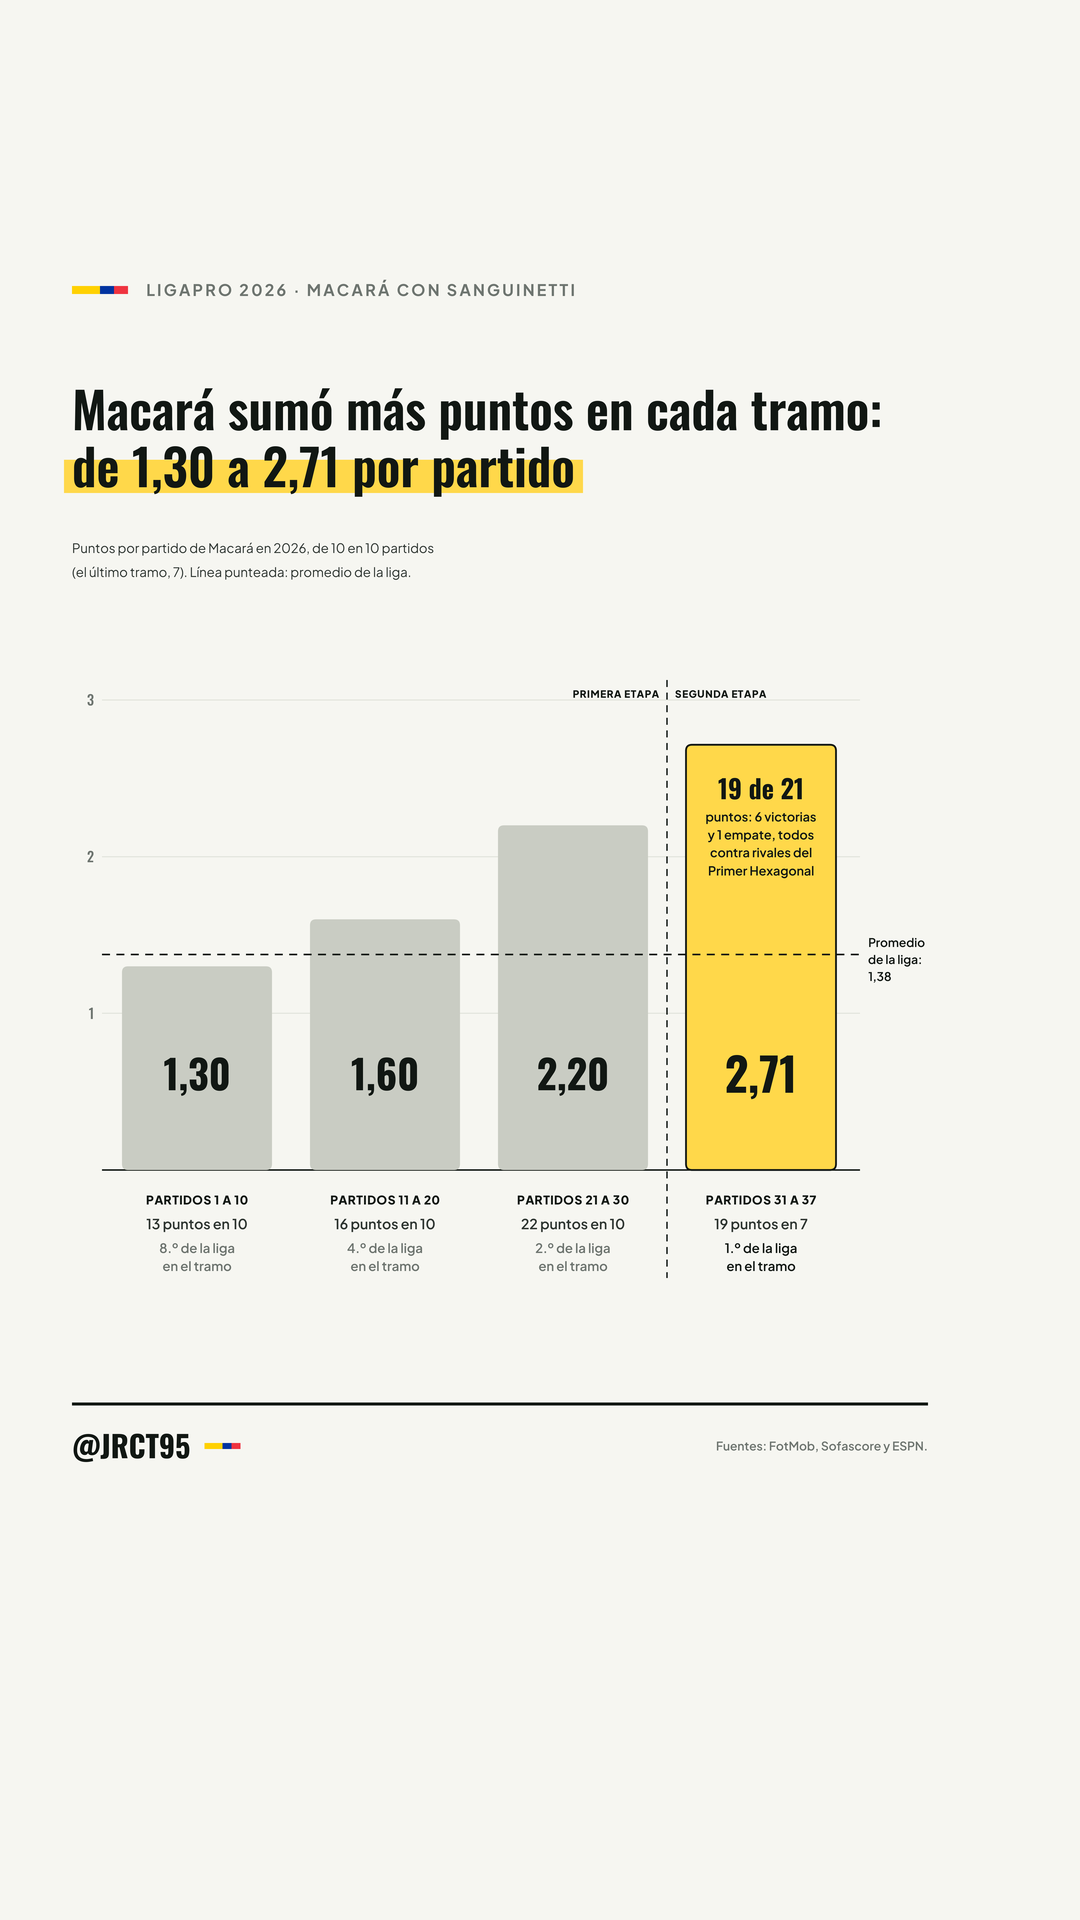 LIGAPRO 2026 · MACARÁ CON SANGUINETTI
Macará sumó más puntos en cada tramo:
de 1,30 a 2,71 por partido
Puntos por partido de Macará en 2026, de 10 en 10 partidos
(el último tramo, 7). Línea punteada: promedio de la liga.
PRIMERA ETAPA
SEGUNDA ETAPA
3
2
1
19 de 21
puntos: 6 victorias
y 1 empate, todos
contra rivales del
Primer Hexagonal
Promedio
de la liga:
1,38
1,30
1,60
2,20
2,71
PARTIDOS 1 A 10
13 puntos en 10
8.º de la liga
en el tramo
PARTIDOS 11 A 20
16 puntos en 10
4.º de la liga
en el tramo
PARTIDOS 21 A 30
22 puntos en 10
2.º de la liga
en el tramo
PARTIDOS 31 A 37
19 puntos en 7
1.º de la liga
en el tramo
@JRCT95
Fuentes: FotMob, Sofascore y ESPN.